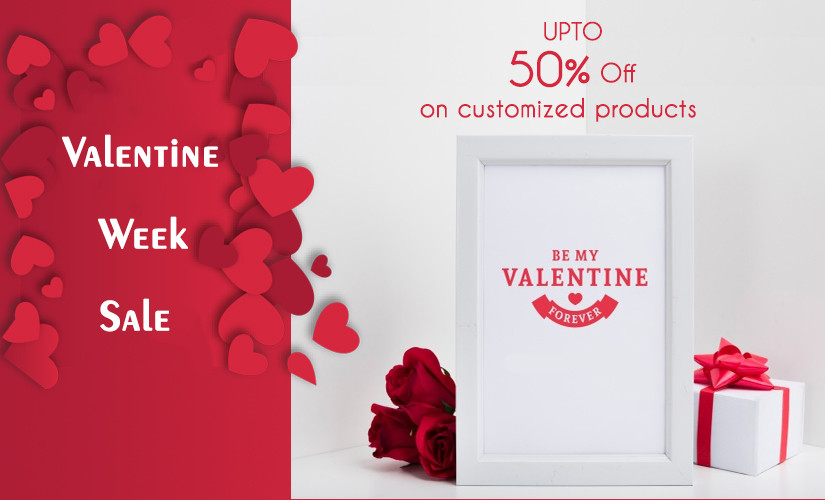 Valentine
Week
Sale
UPTO
50% Off
on customized products
BE MY
VALENTINE
FOREVER